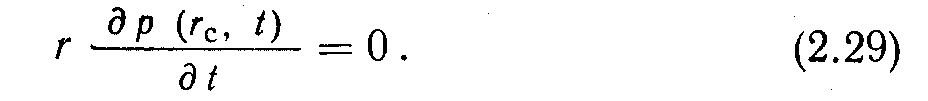 r ∂p (r_c, t) / ∂t = 0. (2.29)